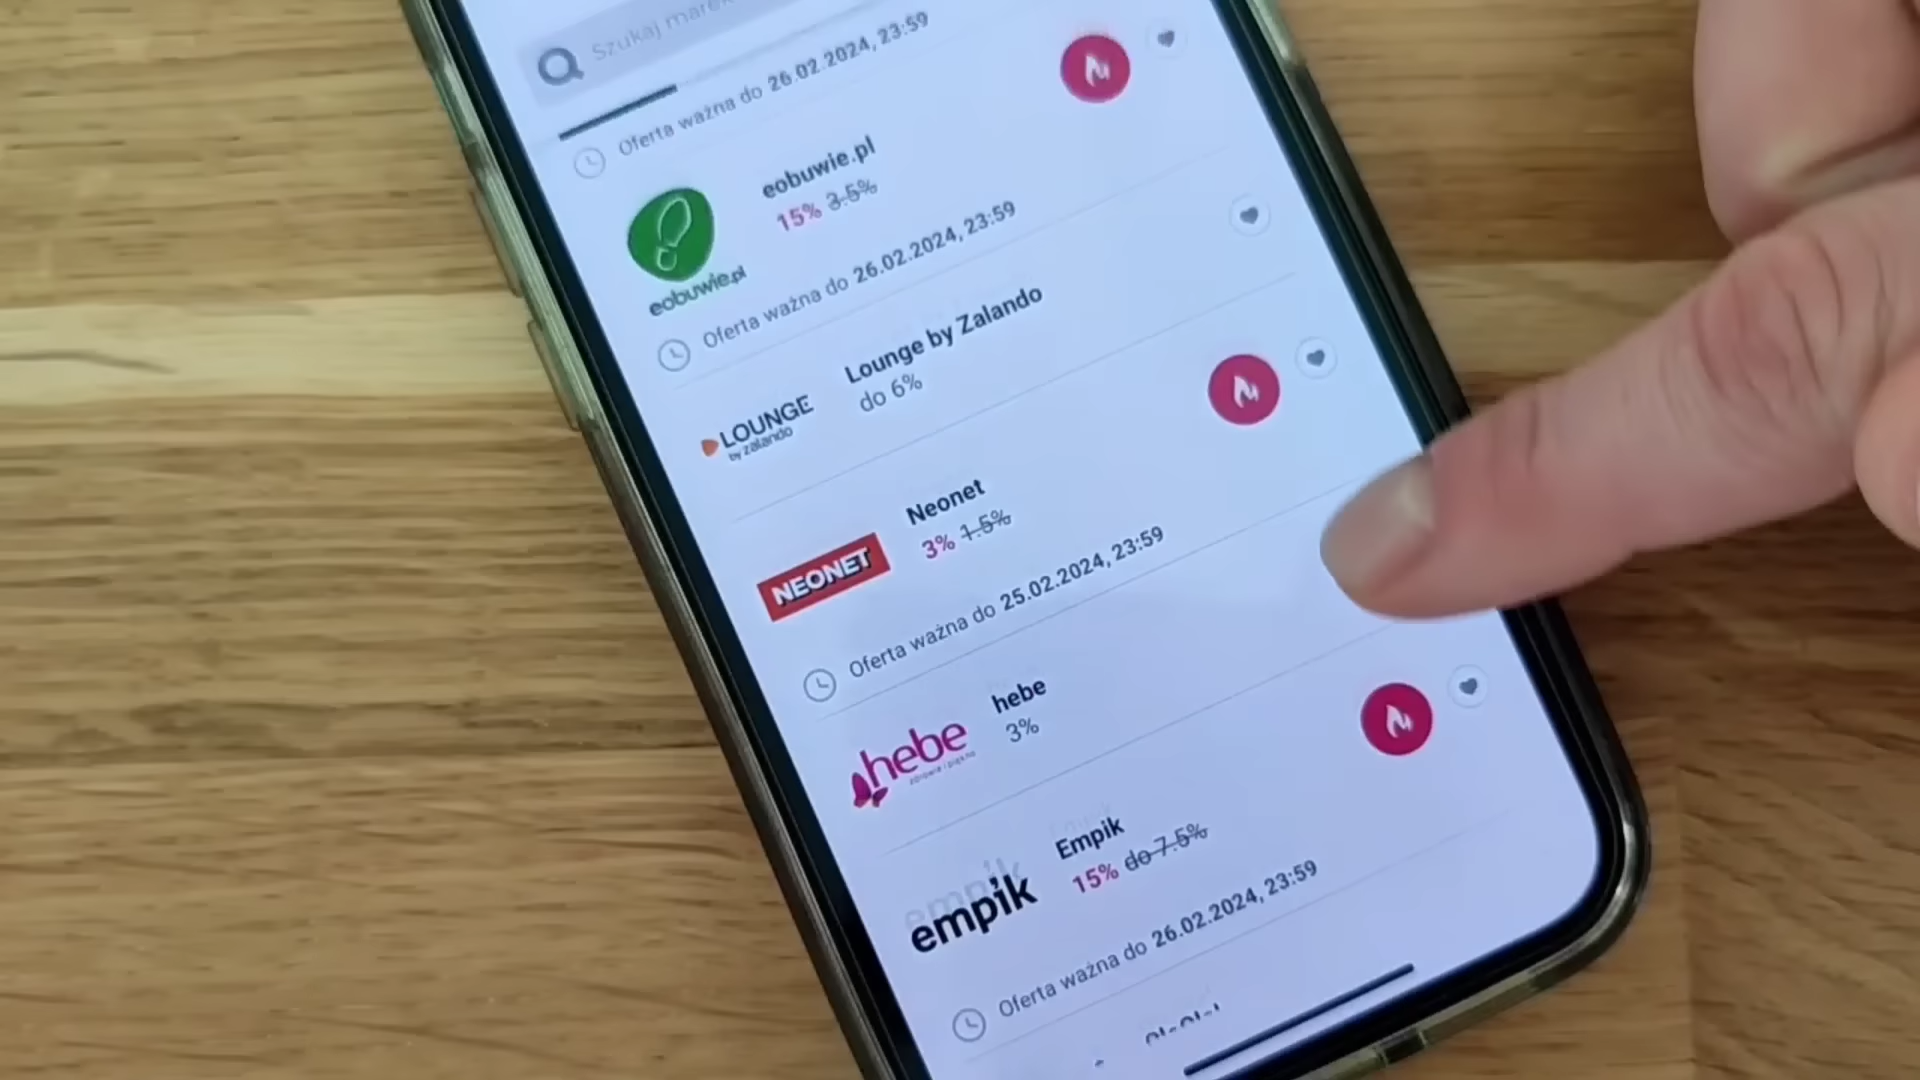 Szukaj marek
Oferta ważna do 26.02.2024, 23:59
eobuwie.pl
15% 3.5%
eobuwie.pl
Oferta ważna do 26.02.2024, 23:59
Lounge by Zalando
do 6%
LOUNGE
by zalando
Neonet
3% 1.5%
NEONET
Oferta ważna do 25.02.2024, 23:59
hebe
3%
hebe
zdrowie i piękno
Empik
15% do 7.5%
empik
Oferta ważna do 26.02.2024, 23:59